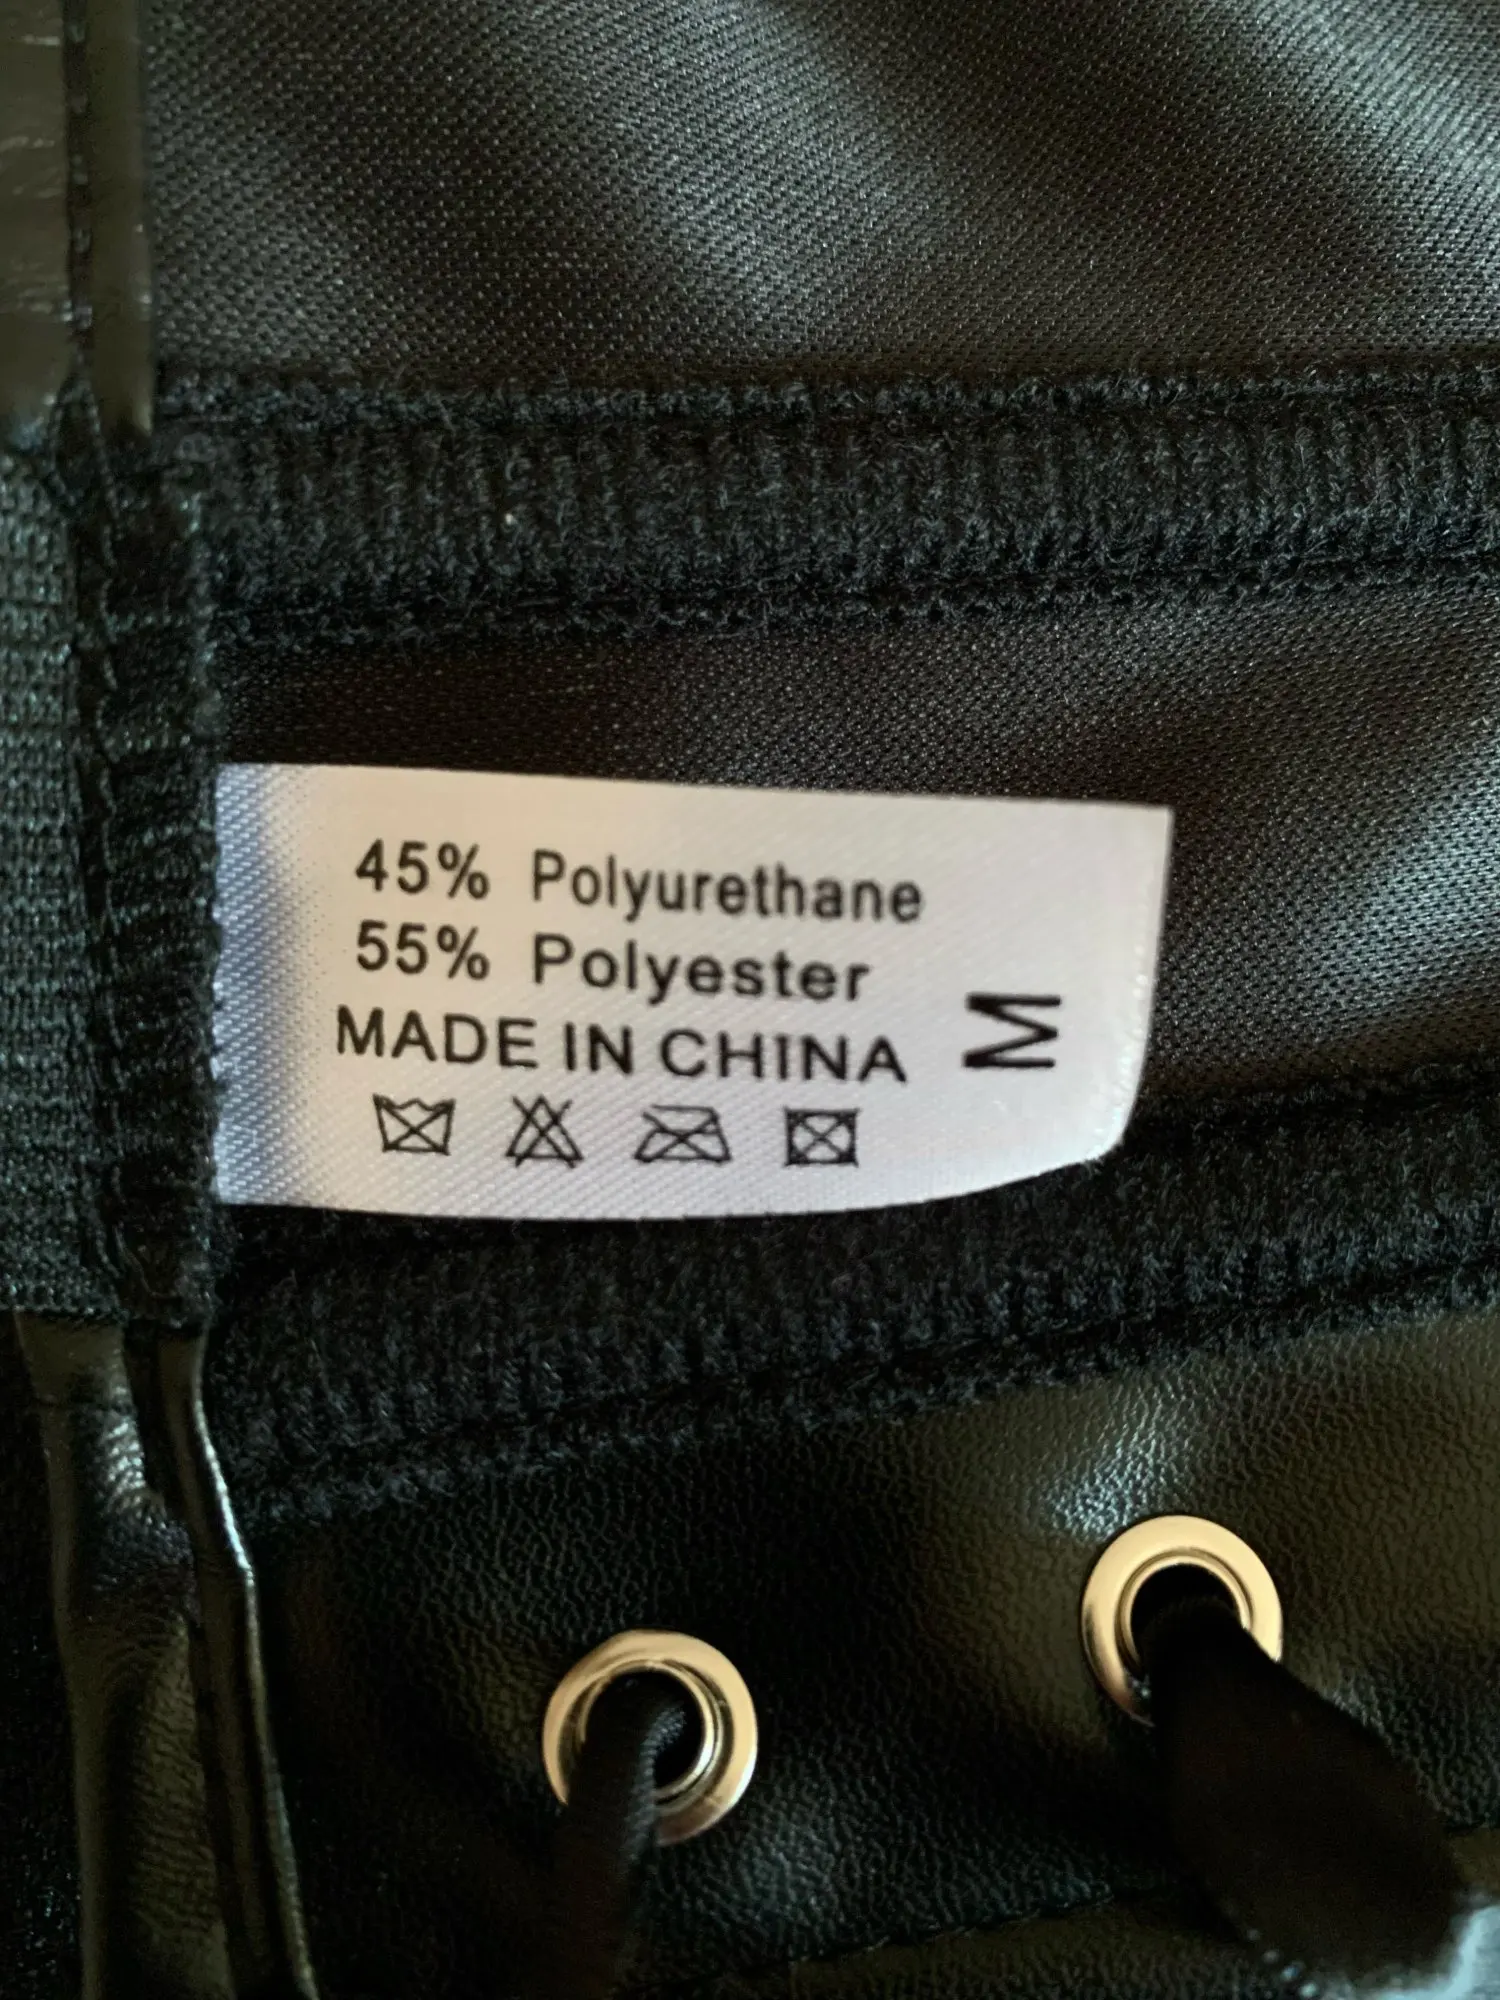 45% Polyurethane
55% Polyester
MADE IN CHINA
M